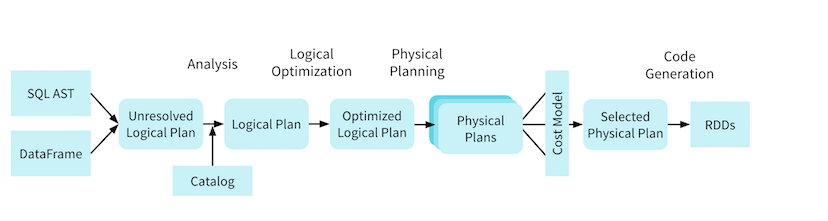 Analysis
Logical
Optimization
Physical
Planning
Code
Generation
SQL AST
DataFrame
Unresolved
Logical Plan
Catalog
Logical Plan
Optimized
Logical Plan
Physical
Plans
Cost Model
Selected
Physical Plan
RDDs